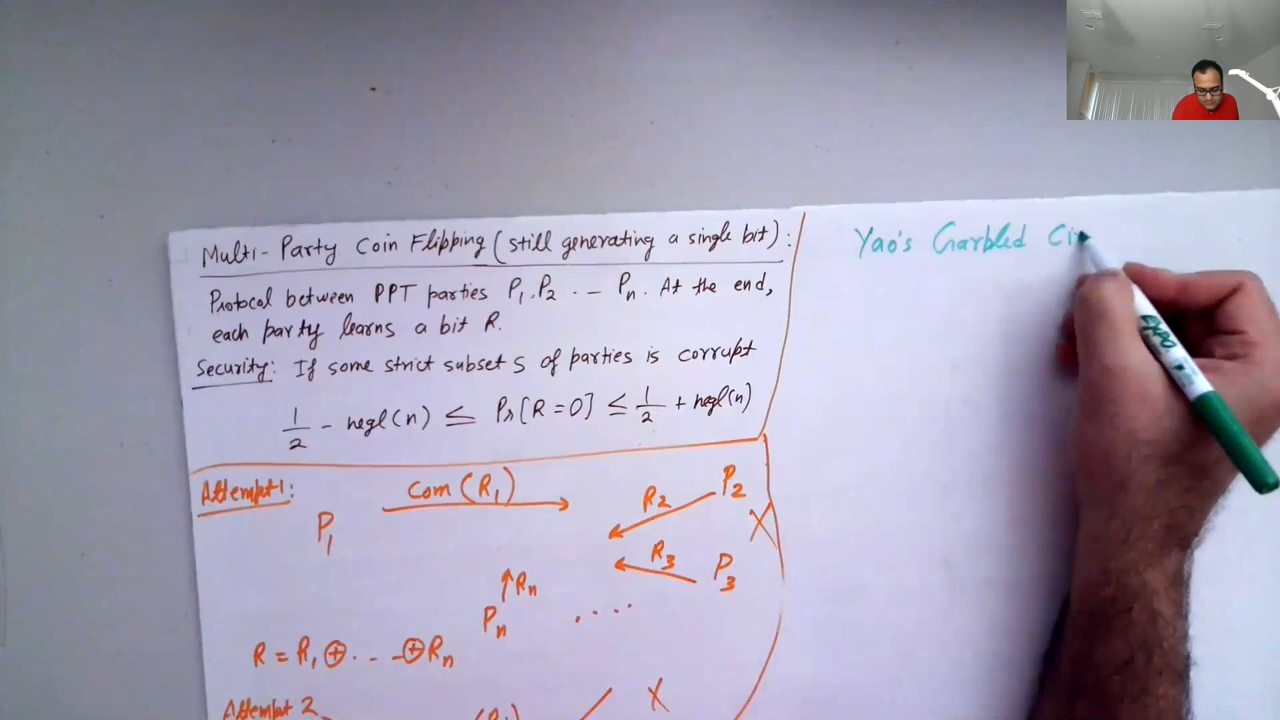 Multi-Party Coin Flipping (still generating a single bit):
Protocol between PPT parties P₁, P₂ . . – Pₙ. At the end,
each party learns a bit R.
Security: If some strict subset S of parties is corrupt
1/2 - negl(n) ≤ Pr[R = 0] ≤ 1/2 + negl(n)
Attempt 1:
Com(R₁)
P₁
R₂
P₂
X
R₃
P₃
Rₙ
Pₙ
. . . . .
R = R₁ ⊕ . . – ⊕ Rₙ
Attempt 2
(R₁)
X
Yao's Garbled Ci
EXPO